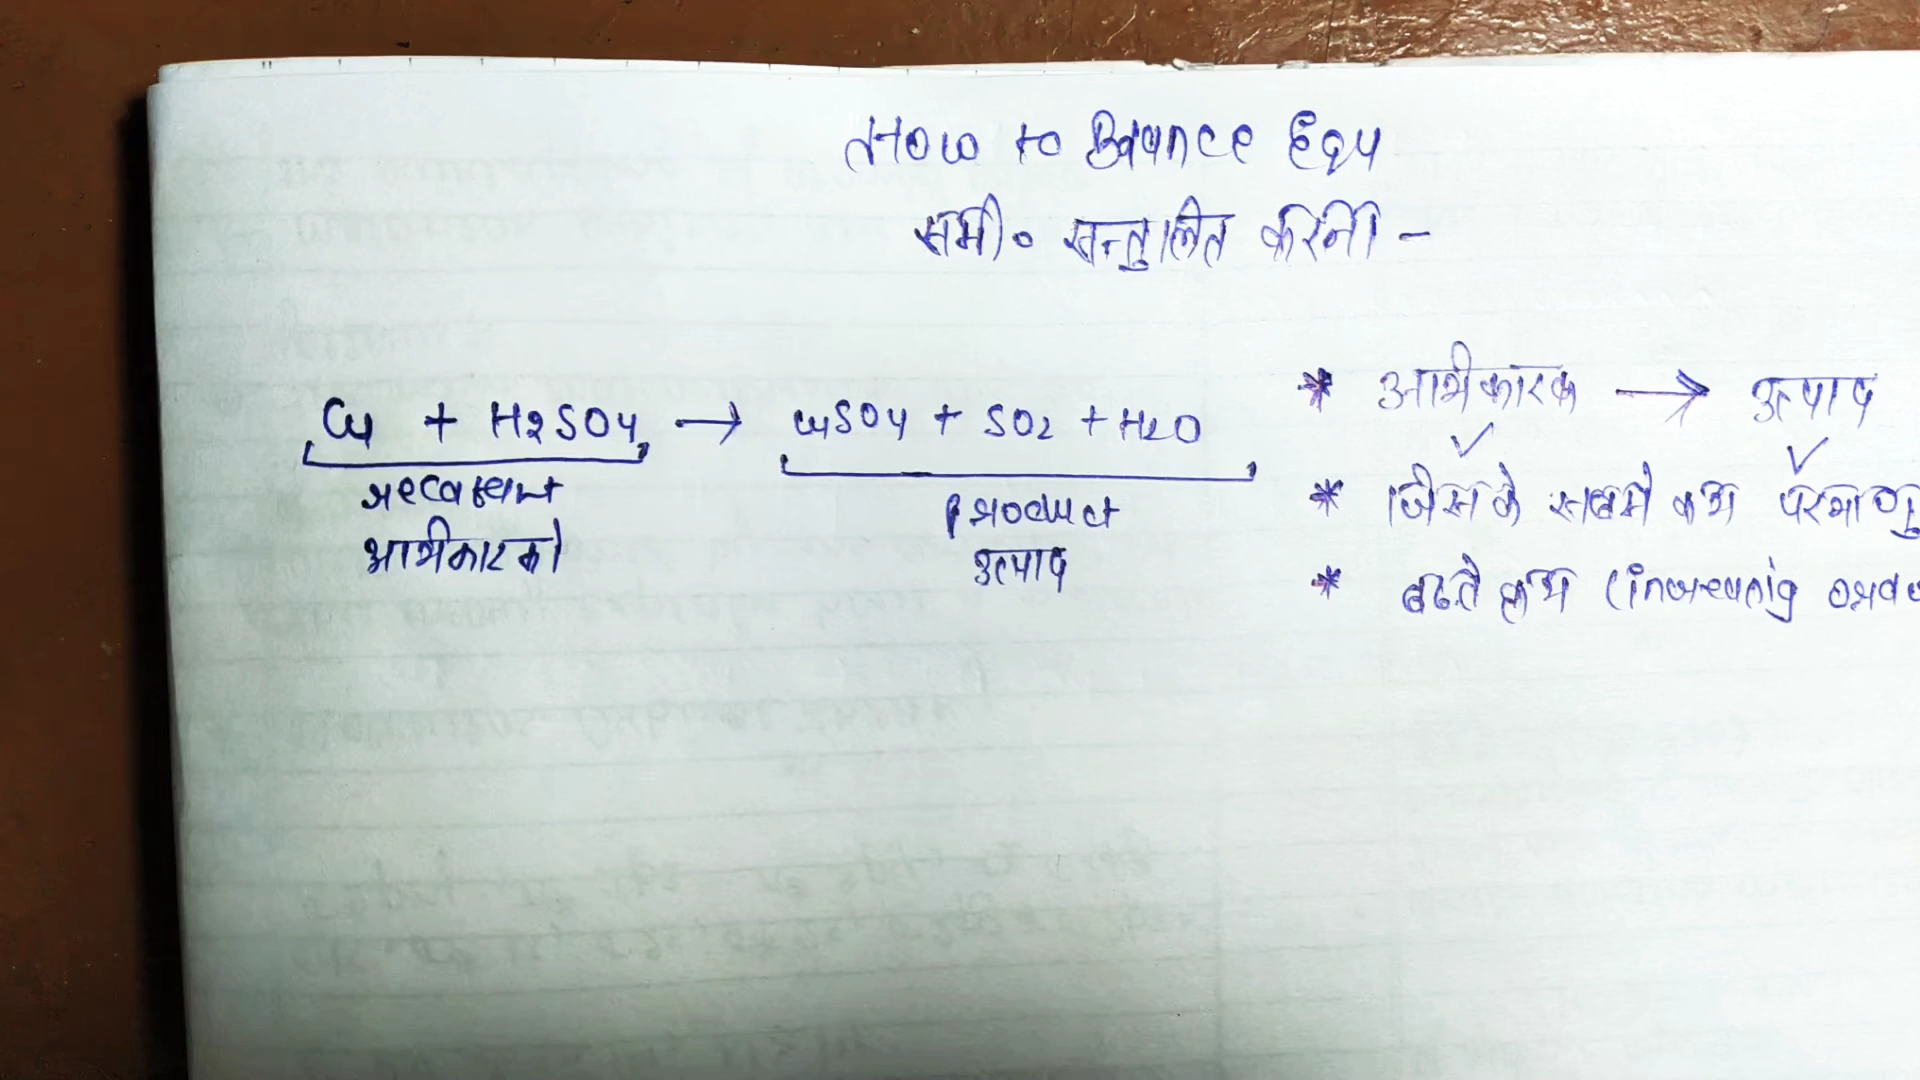 How to Balance Equ
समी० सन्तुलित करना -
Cu + H2SO4 → CuSO4 + SO2 + H2O
reactant
अभिकारक
product
उत्पाद
* अभिकारक → उत्पाद
* जिसके सबसे कम परमाणु
* बढते क्रम (increasing order